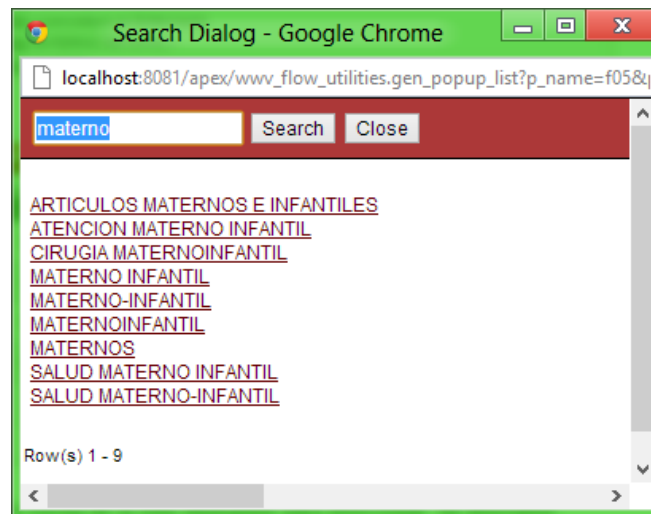 Search Dialog - Google Chrome
localhost:8081/apex/wwv_flow_utilities.gen_popup_list?p_name=f05&
materno Search Close
ARTICULOS MATERNOS E INFANTILES
ATENCION MATERNO INFANTIL
CIRUGIA MATERNOINFANTIL
MATERNO INFANTIL
MATERNO-INFANTIL
MATERNOINFANTIL
MATERNOS
SALUD MATERNO INFANTIL
SALUD MATERNO-INFANTIL
Row(s) 1 - 9